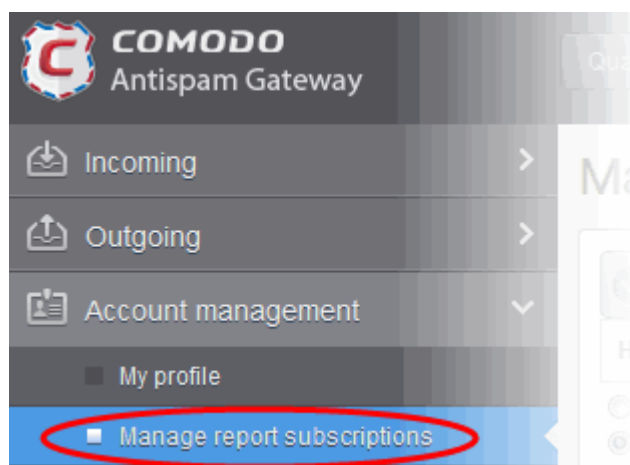 COMODO
Antispam Gateway
Incoming
Outgoing
Account management
My profile
Manage report subscriptions